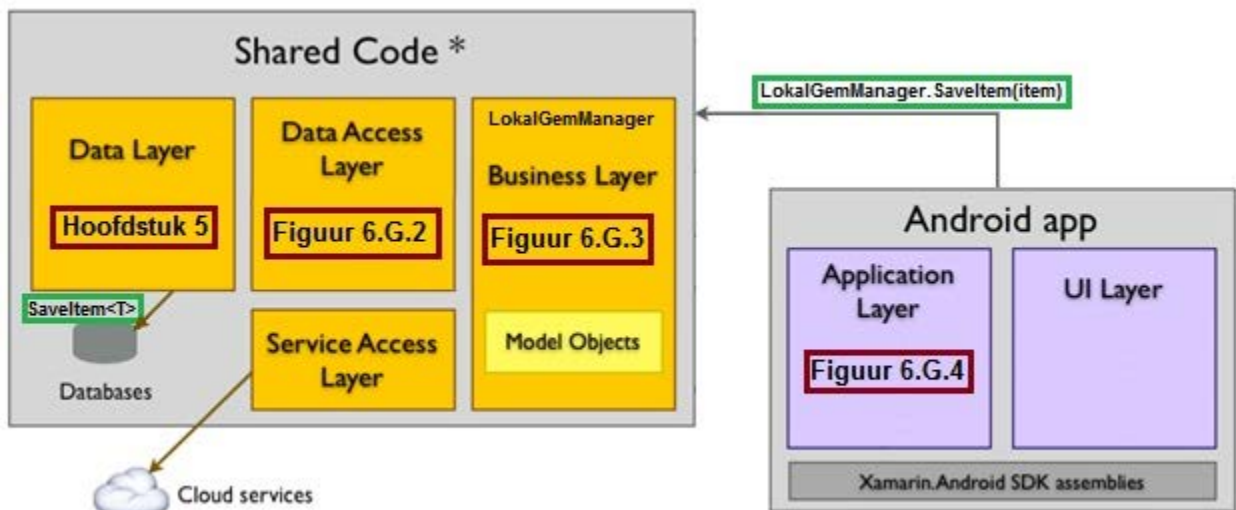 Shared Code *
Data Layer
Hoofdstuk 5
SaveItem<T>
Databases
Data Access
Layer
Figuur 6.G.2
Service Access
Layer
Cloud services
LokalGemManager
Business Layer
Figuur 6.G.3
Model Objects
LokalGemManager.SaveItem(item)
Android app
Application
Layer
Figuur 6.G.4
UI Layer
Xamarin.Android SDK assemblies